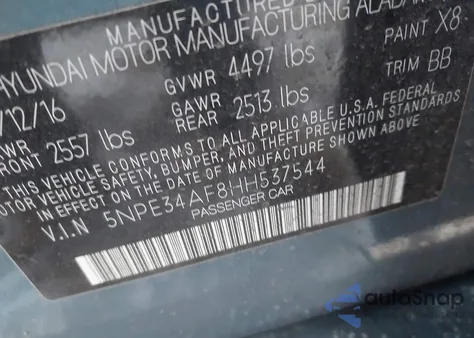 MANUFACTURED
HYUNDAI MOTOR MANUFACTURING ALABA
/12/16 GVWR 4497 lbs PAINT X8
GAWR GAWR TRIM BB
FRONT 2557 lbs REAR 2513 lbs
THIS VEHICLE CONFORMS TO ALL APPLICABLE U.S.A. FEDERAL
MOTOR VEHICLE SAFETY, BUMPER, AND THEFT PREVENTION STANDARDS
IN EFFECT ON THE DATE OF MANUFACTURE SHOWN ABOVE.
V.I.N 5NPE34AF8HH537544
PASSENGER CAR
autoSnap